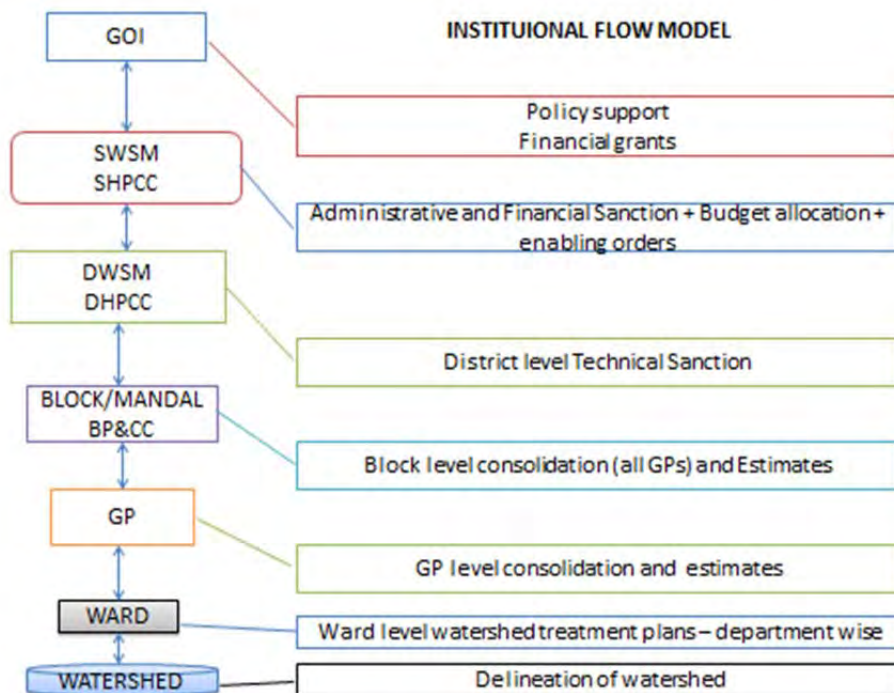 INSTITUIONAL FLOW MODEL
GOI
Policy support
Financial grants
SWSM
SHPCC
Administrative and Financial Sanction + Budget allocation +
enabling orders
DWSM
DHPCC
District level Technical Sanction
BLOCK/MANDAL
BP&CC
Block level consolidation (all GPs) and Estimates
GP
GP level consolidation and estimates
WARD
Ward level watershed treatment plans – department wise
WATERSHED
Delineation of watershed